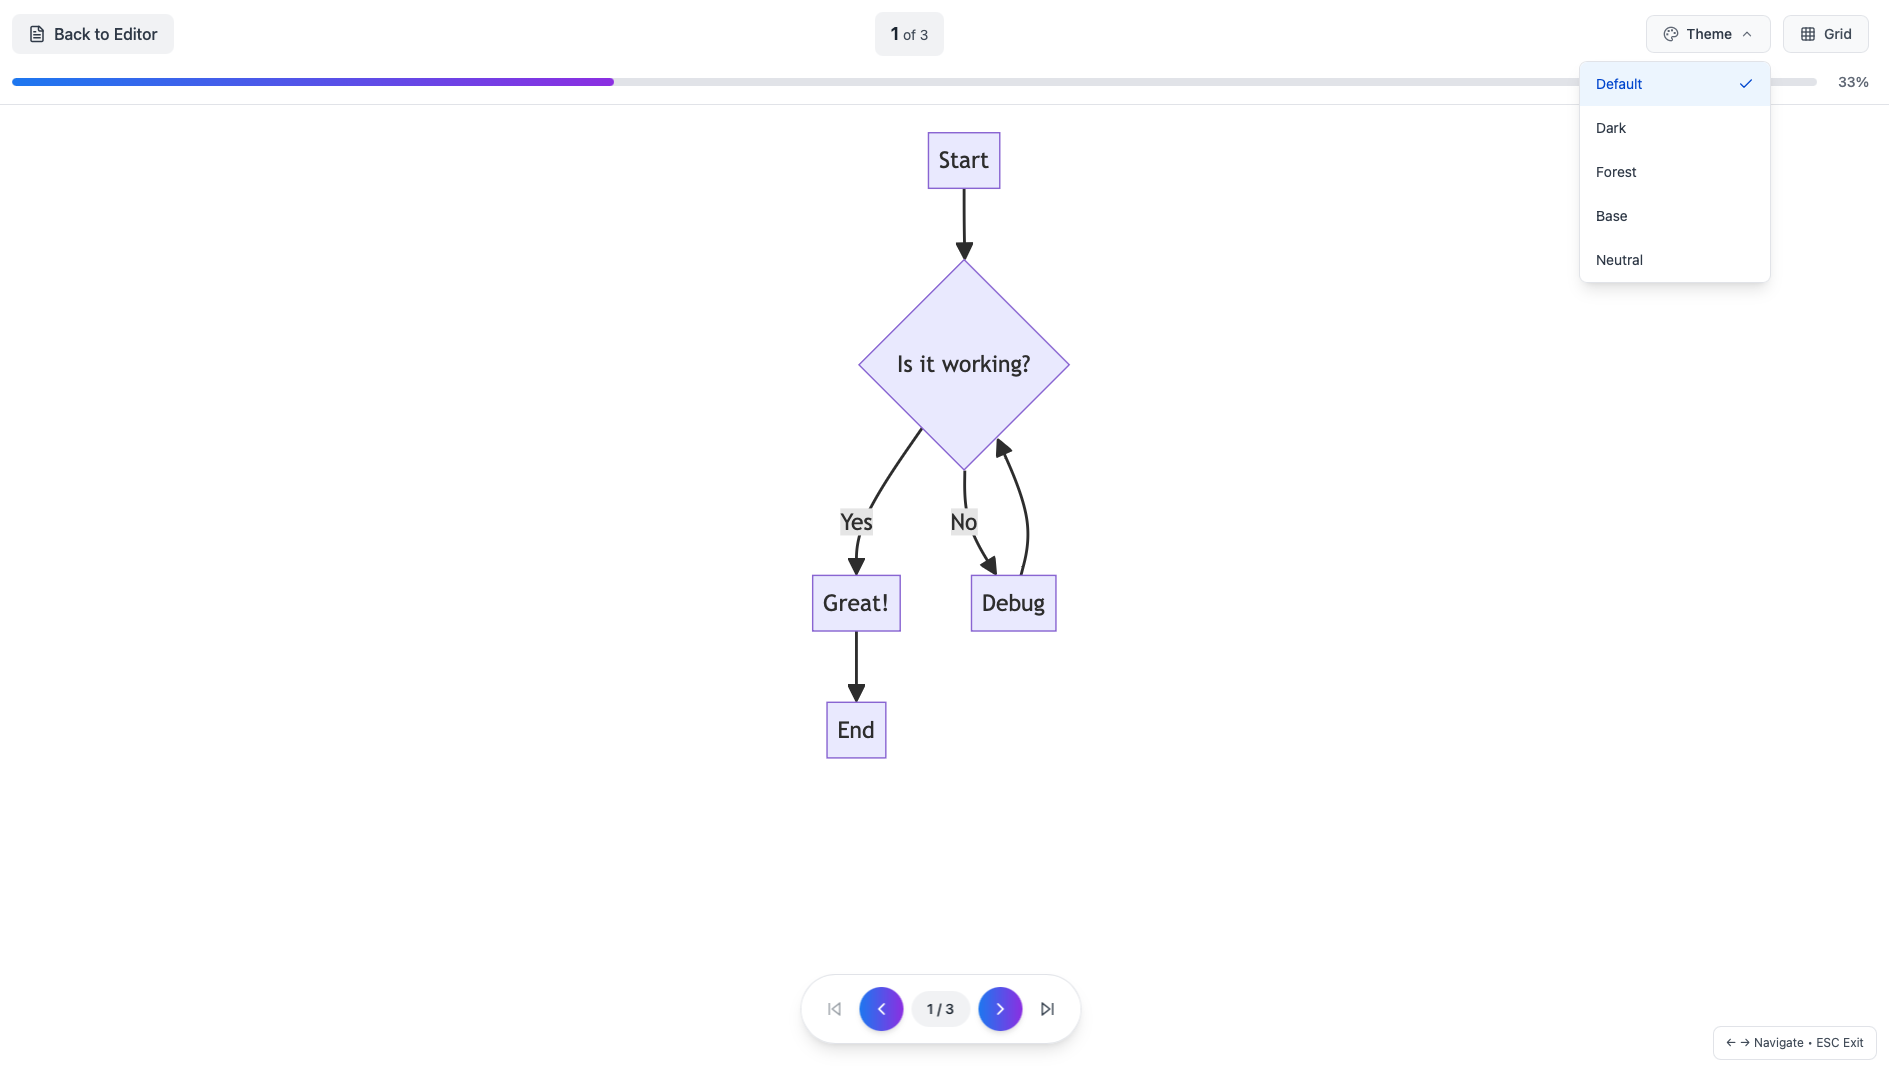 Back to Editor
1 of 3
Theme
Grid
33%
Default
Dark
Forest
Base
Neutral
Start
Is it working?
Yes
No
Great!
Debug
End
1 / 3
← → Navigate • ESC Exit